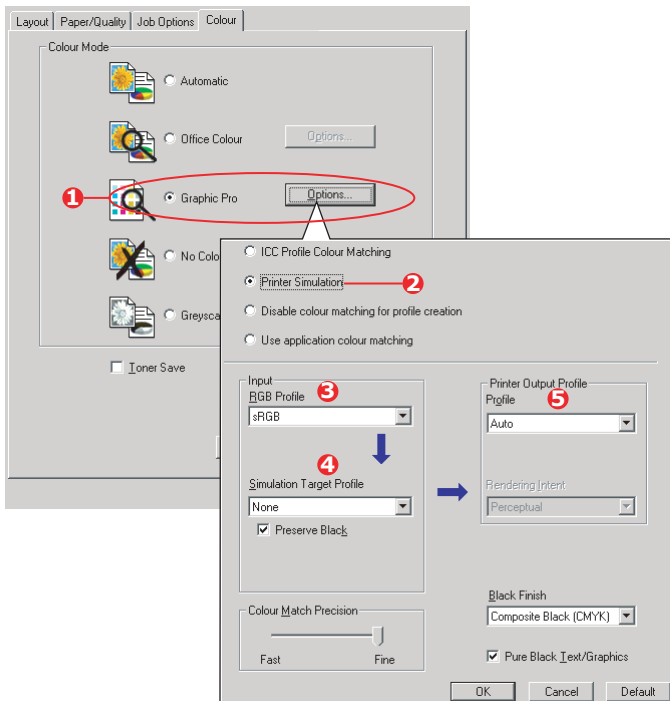 Layout Paper/Quality Job Options Colour
Colour Mode
Automatic
Office Colour Options...
1 Graphic Pro Options...
No Colo
Greysca
Toner Save
ICC Profile Colour Matching
Printer Simulation 2
Disable colour matching for profile creation
Use application colour matching
Input
RGB Profile 3
sRGB
4
Simulation Target Profile
None
Preserve Black
Printer Output Profile
Profile 5
Auto
Rendering Intent
Perceptual
Colour Match Precision
Fast Fine
Black Finish
Composite Black (CMYK)
Pure Black Text/Graphics
OK Cancel Default